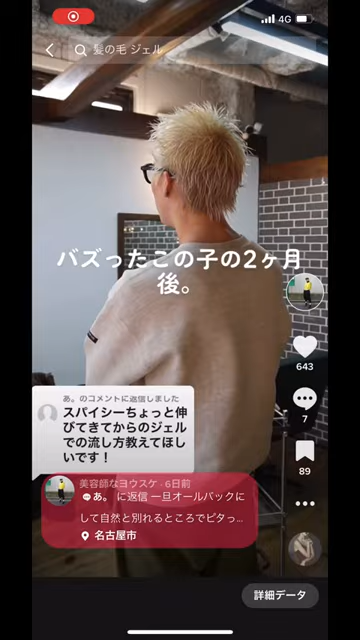 4G
髪の毛 ジェル
バズったこの子の2ヶ月
後。
643
あ。のコメントに返信しました
スパイシーちょっと伸
びてきてからのジェル
での流し方教えてほし
いです！
7
89
美容師なヨウスケ · 6日前
💬あ。 に返信 一旦オールバックに
して自然と別れるところでピタっ...
名古屋市
詳細データ